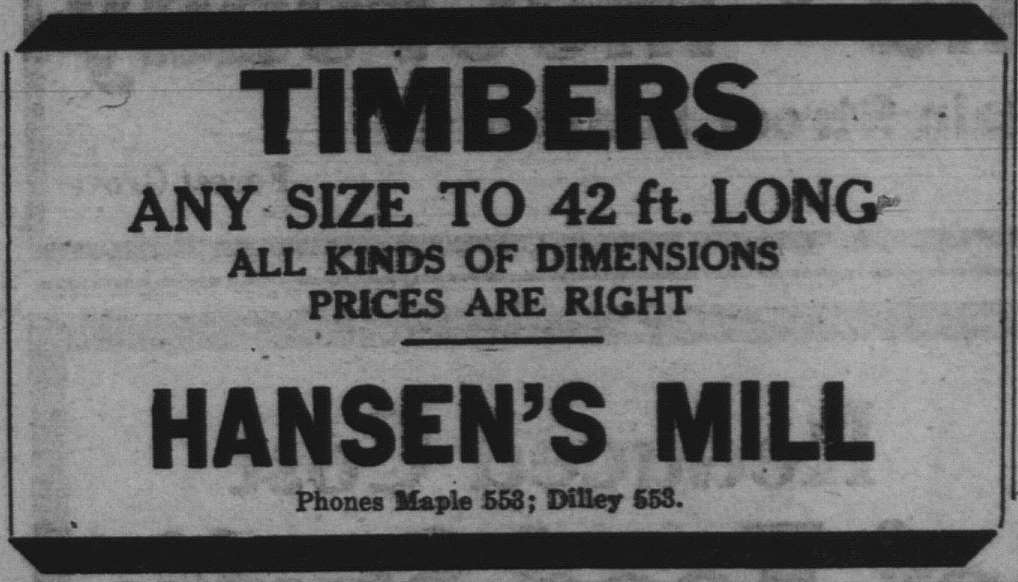 TIMBERS
ANY SIZE TO 42 ft. LONG
ALL KINDS OF DIMENSIONS
PRICES ARE RIGHT
HANSEN'S MILL
Phones Maple 553; Dilley 553.